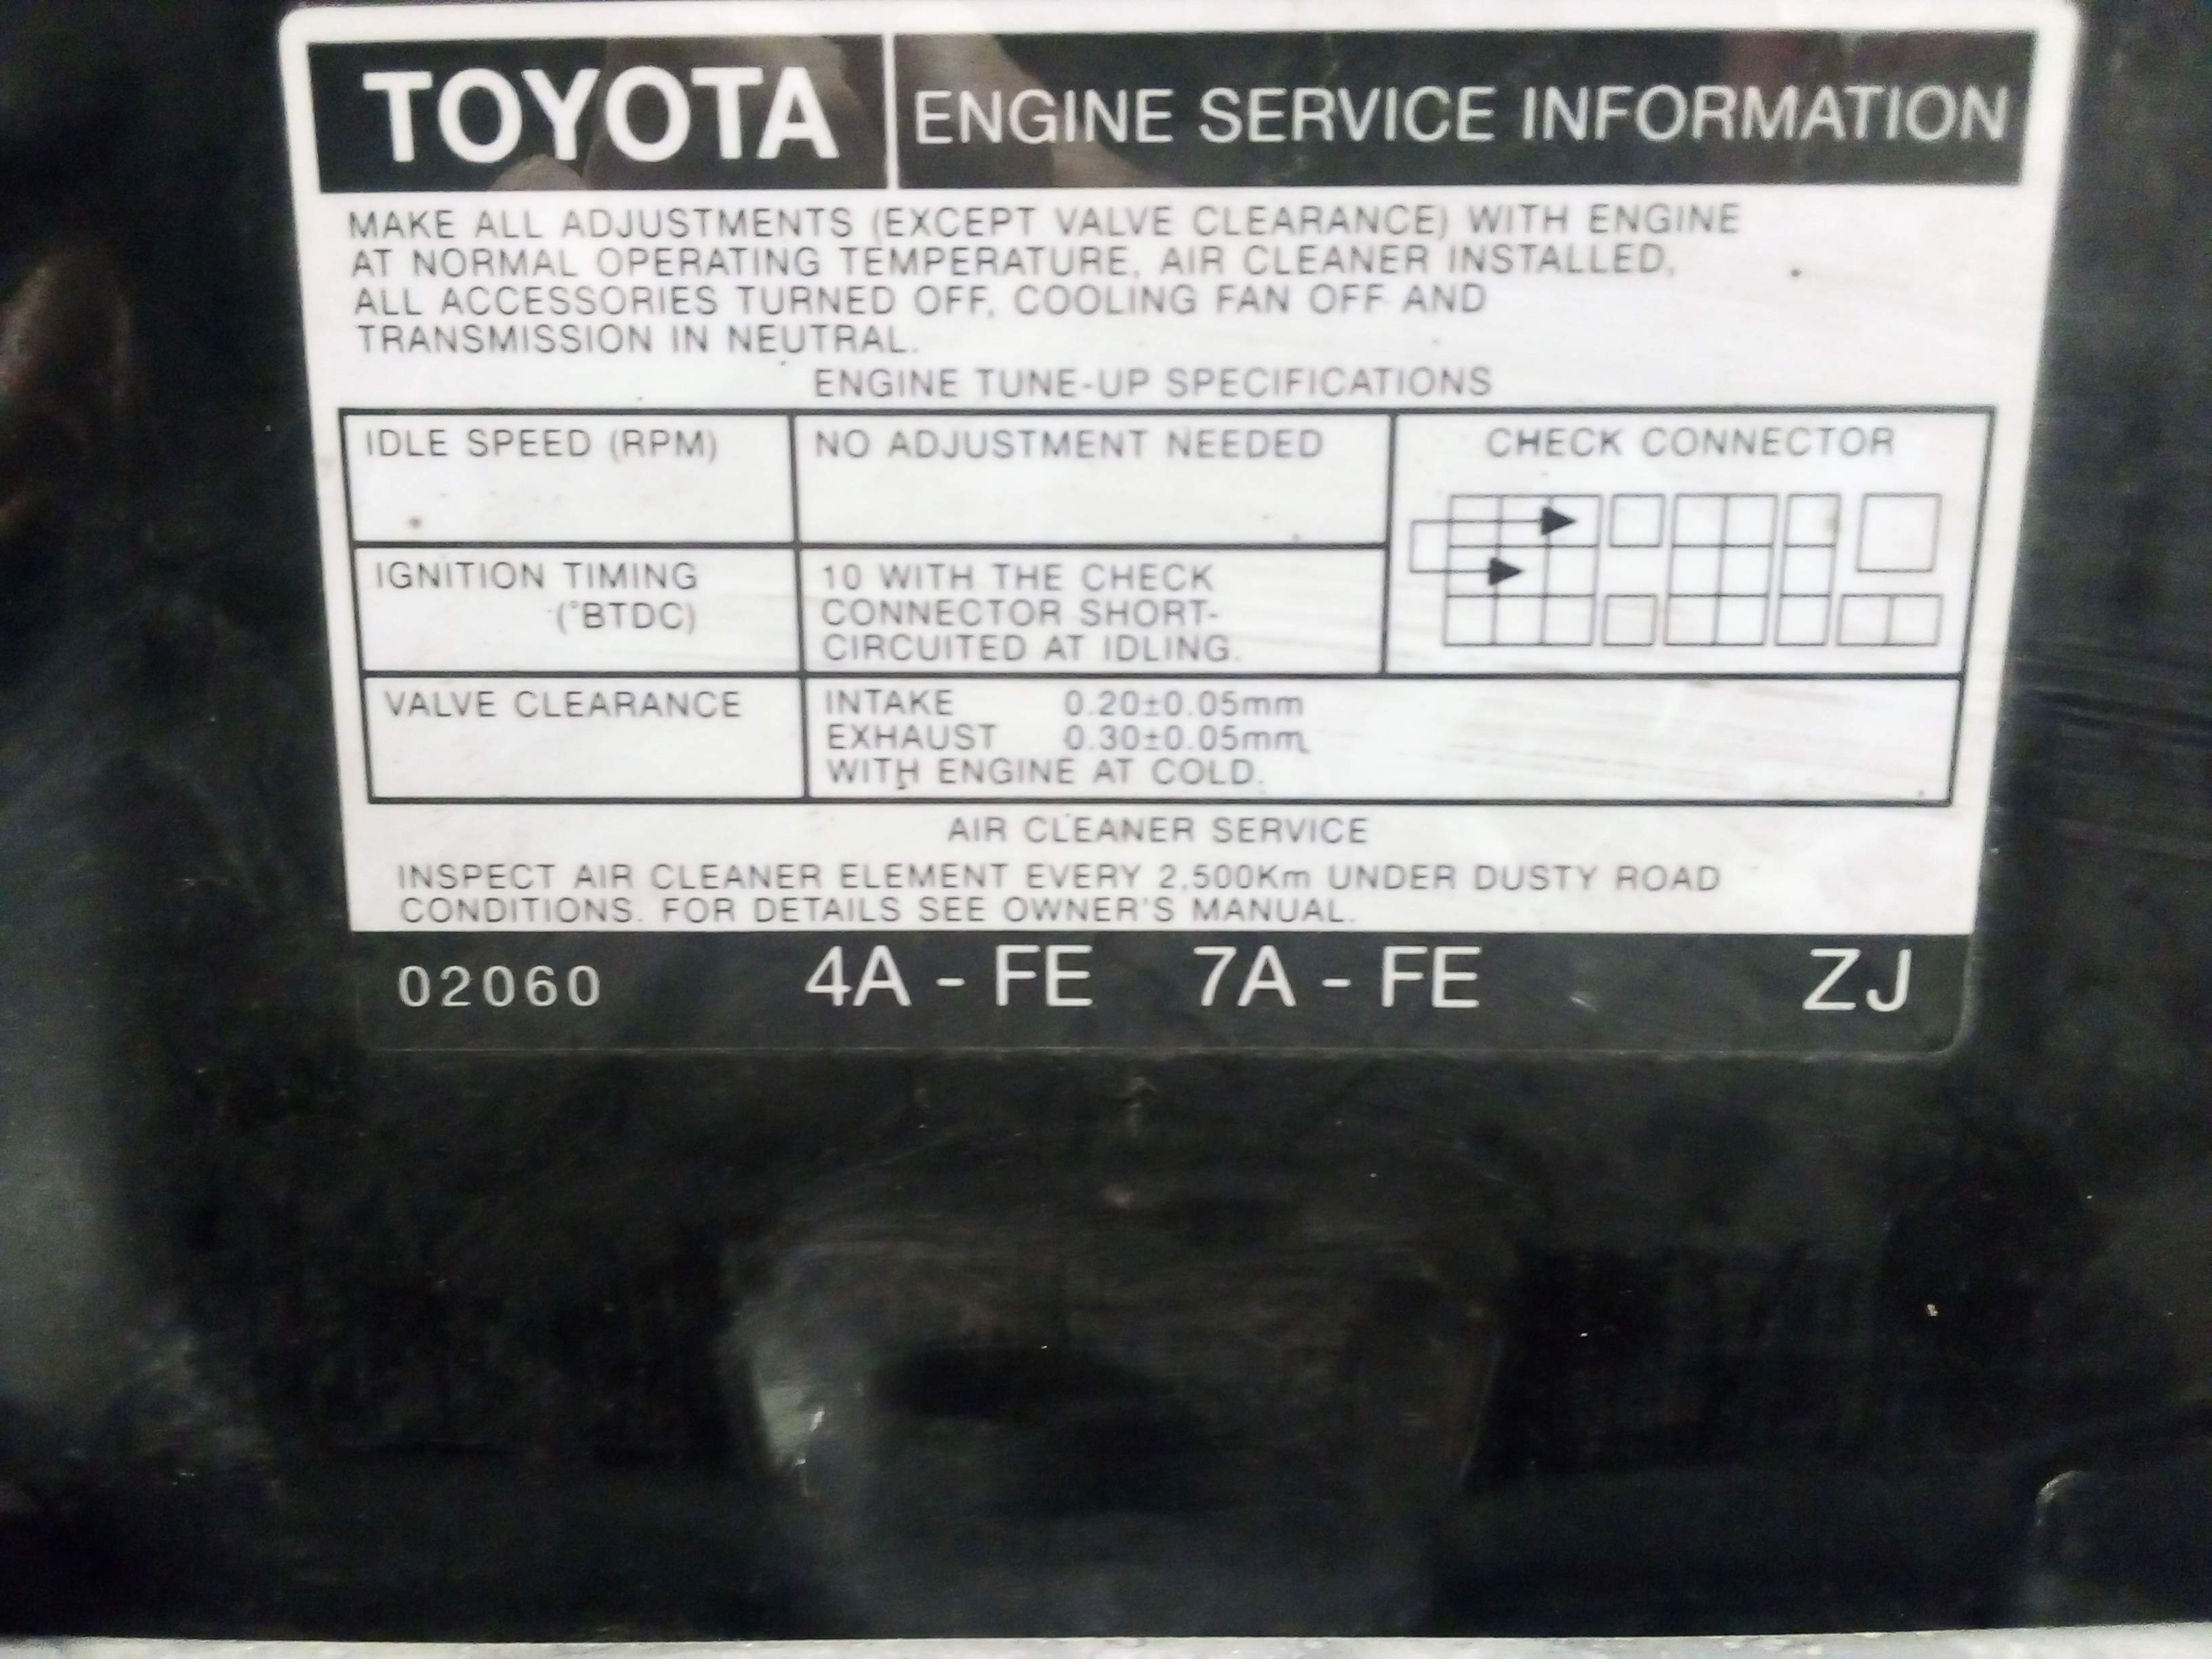 TOYOTA ENGINE SERVICE INFORMATION
MAKE ALL ADJUSTMENTS (EXCEPT VALVE CLEARANCE) WITH ENGINE
AT NORMAL OPERATING TEMPERATURE, AIR CLEANER INSTALLED,
ALL ACCESSORIES TURNED OFF, COOLING FAN OFF AND
TRANSMISSION IN NEUTRAL.
ENGINE TUNE-UP SPECIFICATIONS
IDLE SPEED (RPM)
NO ADJUSTMENT NEEDED
CHECK CONNECTOR
IGNITION TIMING
(°BTDC)
10 WITH THE CHECK
CONNECTOR SHORT-
CIRCUITED AT IDLING.
VALVE CLEARANCE
INTAKE 0.20±0.05mm
EXHAUST 0.30±0.05mm
WITH ENGINE AT COLD.
AIR CLEANER SERVICE
INSPECT AIR CLEANER ELEMENT EVERY 2,500Km UNDER DUSTY ROAD
CONDITIONS. FOR DETAILS SEE OWNER'S MANUAL.
02060 4A - FE 7A - FE ZJ